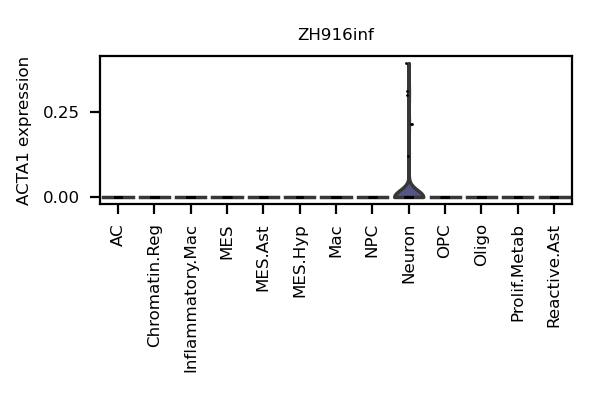 ZH916inf
ACTA1 expression
0.25
0.00
AC
Chromatin.Reg
Inflammatory.Mac
MES
MES.Ast
MES.Hyp
Mac
NPC
Neuron
OPC
Oligo
Prolif.Metab
Reactive.Ast